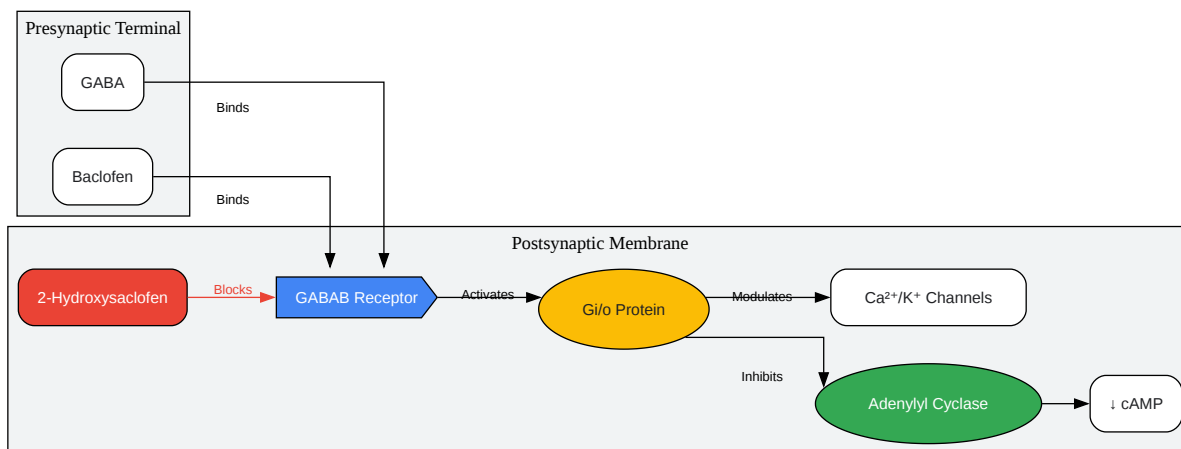 Presynaptic Terminal
GABA
Binds
Baclofen
Binds
Postsynaptic Membrane
2-Hydroxysaclofen
Blocks
GABAB Receptor
Activates
Gi/o Protein
Modulates
Ca²⁺/K⁺ Channels
Inhibits
Adenylyl Cyclase
↓ cAMP